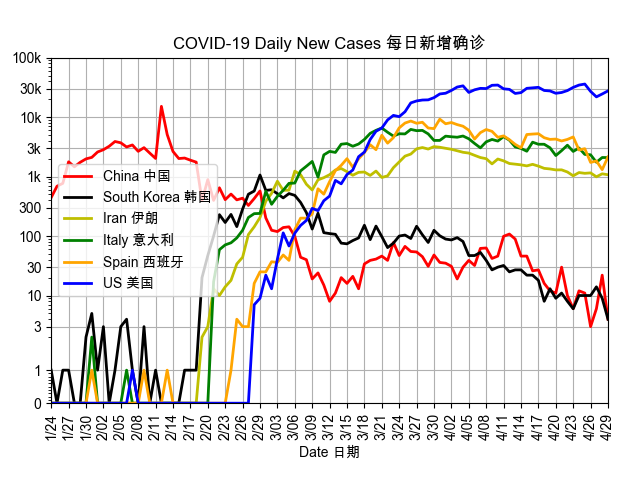 COVID-19 Daily New Cases 每日新增确诊
100k
30k
10k
3k
1k
300
100
30
10
3
1
0
China 中国
South Korea 韩国
Iran 伊朗
Italy 意大利
Spain 西班牙
US 美国
1/24 1/27 1/30 2/02 2/05 2/08 2/11 2/14 2/17 2/20 2/23 2/26 2/29 3/03 3/06 3/09 3/12 3/15 3/18 3/21 3/24 3/27 3/30 4/02 4/05 4/08 4/11 4/14 4/17 4/20 4/23 4/26 4/29
Date 日期